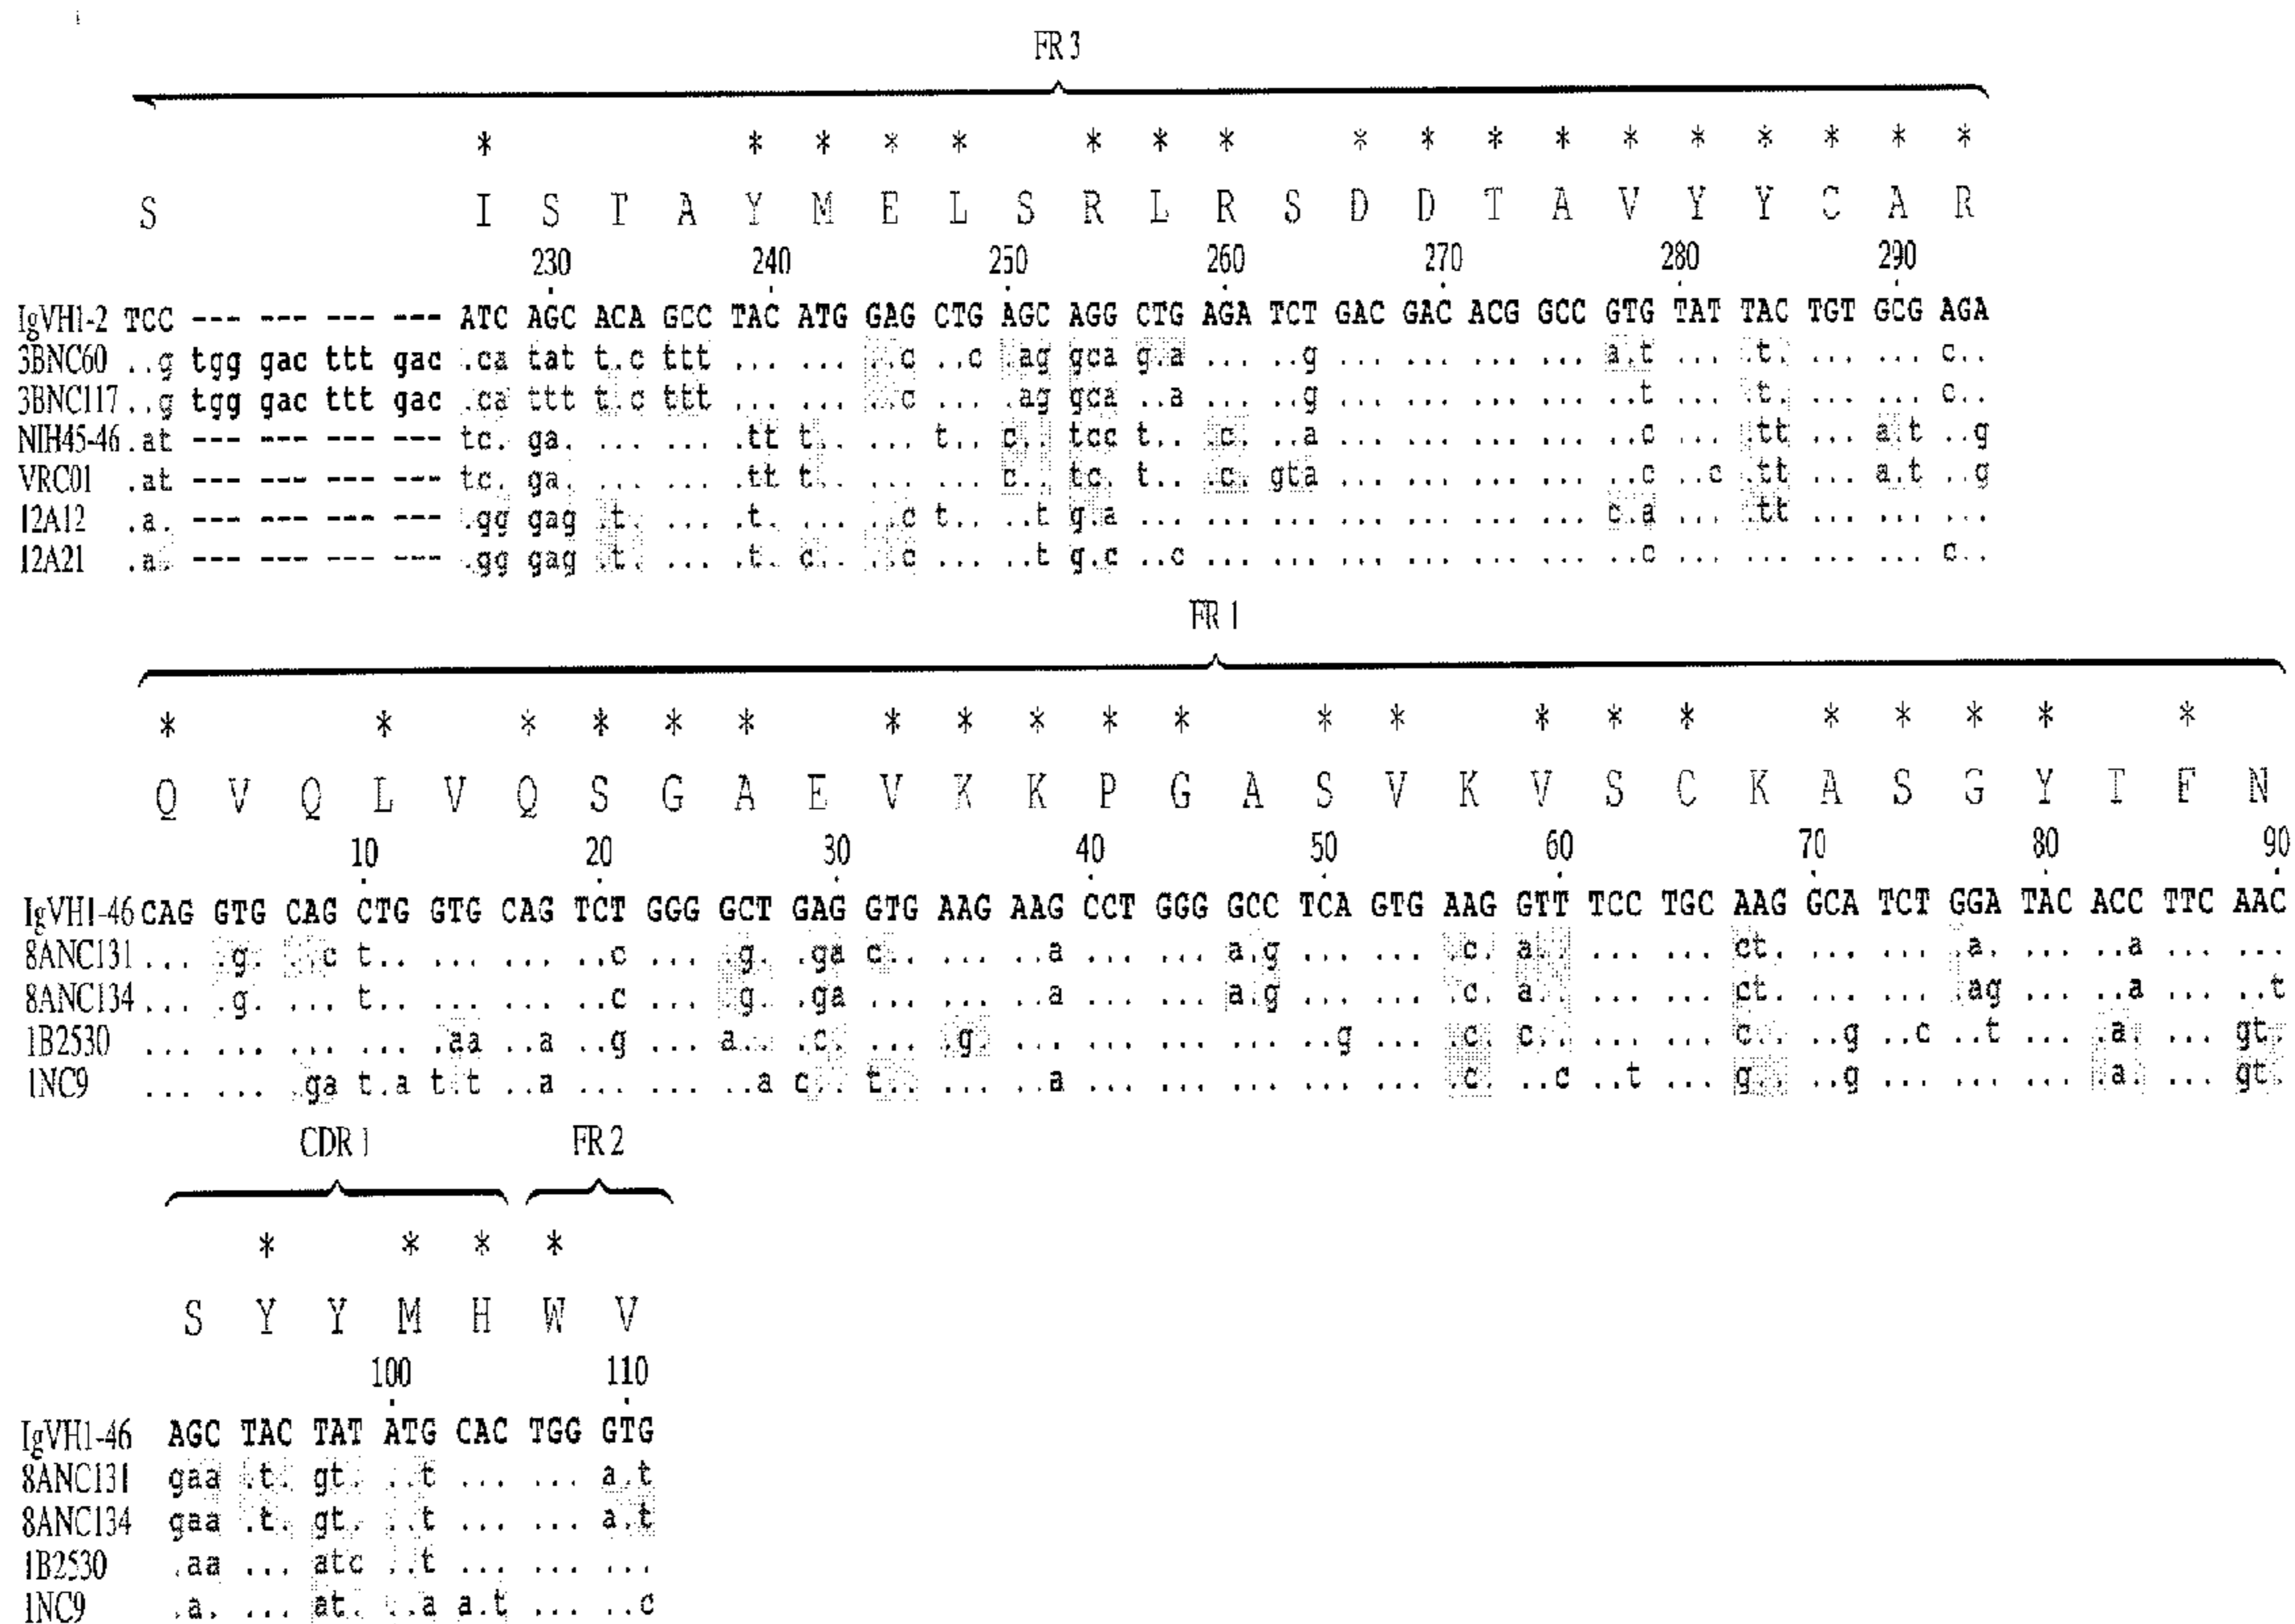 FR 3
* * * * * * * * * * * * * * * * * *
S I S T A Y M E L S R L R S D D T A V Y Y C A R
230 240 250 260 270 280 290
IgVH1-2 TCC --- --- --- --- ATC AGC ACA GCC TAC ATG GAG CTG AGC AGG CTG AGA TCT GAC GAC ACG GCC GTG TAT TAC TGT GCG AGA
3BNC60 ..g tgg gac ttt gac .ca tat t.c ttt ... ... ..c ..c .ag gca g.a ... ..g ... ... ... ... a.t ... .t. ... ... c..
3BNC117 ..g tgg gac ttt gac .ca ttt t.c ttt ... ... ..c ... .ag gca ..a ... ..g ... ... ... ... ..t ... .t. ... ... c..
NIH45-46 .at --- --- --- --- tc. ga. ... ... .tt t.. ... t.. c.. tcc t.. .c. ..a ... ... ... ... ..c ... .tt ... a.t ..g
VRC01 .at --- --- --- --- tc. ga. ... ... .tt t.. ... ... c.. tc. t.. .c. gta ... ... ... ... ..c ..c .tt ... a.t ..g
12A12 .a. --- --- --- --- .gg gag .t. ... .t. ... ..c t.. ..t g.a ... ... ... ... ... ... ... c.a ... .tt ... ... ...
12A21 .a. --- --- --- --- .gg gag .t. ... .t. c.. ..c ... ..t g.c ..c ... ... ... ... ... ... ..c ... ... ... ... c..
FR 1
* * * * * * * * * * * * * * * * * * * * *
Q V Q L V Q S G A E V K K P G A S V K V S C K A S G Y T F N
10 20 30 40 50 60 70 80 90
IgVH1-46 CAG GTG CAG CTG GTG CAG TCT GGG GCT GAG GTG AAG AAG CCT GGG GCC TCA GTG AAG GTT TCC TGC AAG GCA TCT GGA TAC ACC TTC AAC
8ANC131 ... .g. ..c t.. ... ... ..c ... .g. .ga c.. ... ..a ... ... a.g ... ... .c. a.. ... ... ct. ... ... .a. ... ..a ... ...
8ANC134 ... .g. ... t.. ... ... ..c ... .g. .ga ... ... ..a ... ... a.g ... ... .c. a.. ... ... ct. ... ... .ag ... ..a ... ..t
1B2530 ... ... ... ... .aa ..a ..g ... a.. .c. ... .g. ... ... ... ... ..g ... .c. c.. ... ... c.. ..g ..c ..t ... .a. ... gt.
1NC9 ... ... .ga t.a t.t ..a ... ... ..a c.. t.. ... ..a ... ... ... ... ... .c. ..c ..t ... g.. ..g ... ... ... .a. ... gt.
CDR 1 FR 2
* * * *
S Y Y M H W V
100 110
IgVH1-46 AGC TAC TAT ATG CAC TGG GTG
8ANC131 gaa .t. gt. ..t ... ... a.t
8ANC134 gaa .t. gt. ..t ... ... a.t
1B2530 .aa ... atc ..t ... ... ...
1NC9 .a. ... at. ..a a.t ... ..c